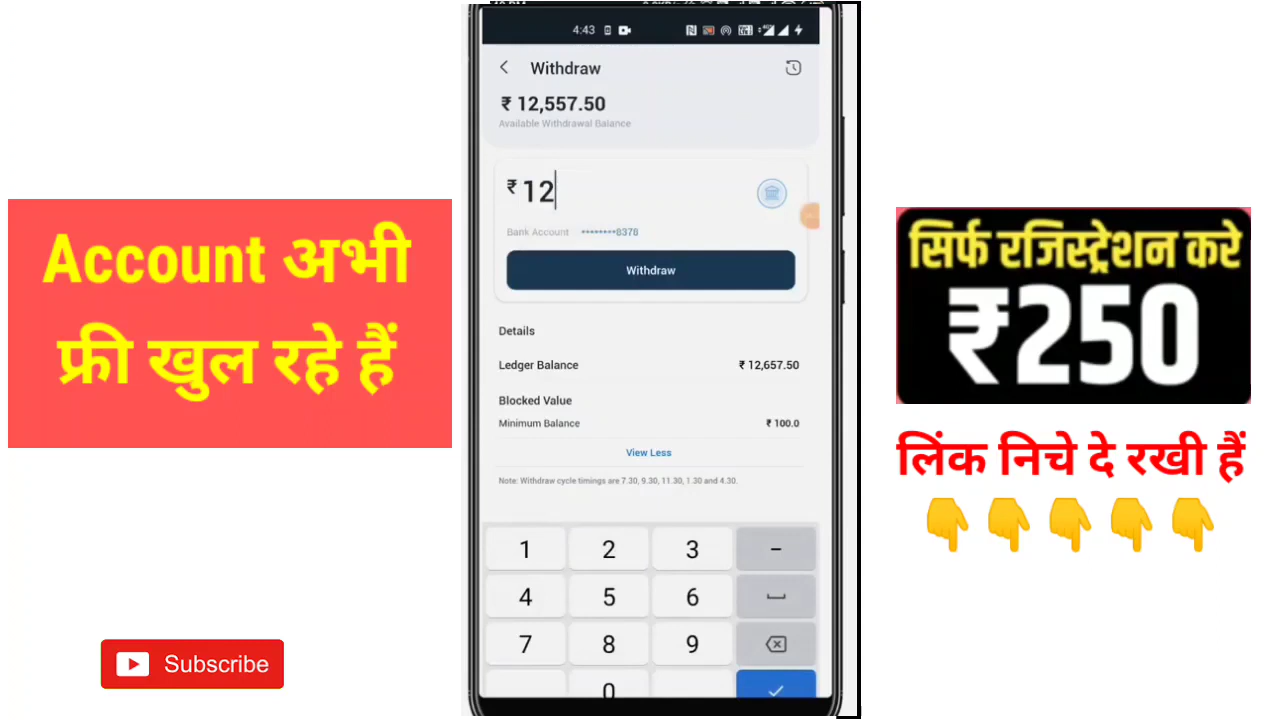 4:43
Withdraw
₹ 12,557.50
Available Withdrawal Balance
₹12
Bank Account ••••••••8378
Withdraw
Details
Ledger Balance ₹ 12,657.50
Blocked Value
Minimum Balance ₹ 100.0
View Less
Note: Withdraw cycle timings are 7.30, 9.30, 11.30, 1.30 and 4.30.
1 2 3 -
4 5 6
7 8 9
0
Account अभी
फ्री खुल रहे हैं
Subscribe
सिर्फ रजिस्ट्रेशन करे
₹250
लिंक निचे दे रखी हैं